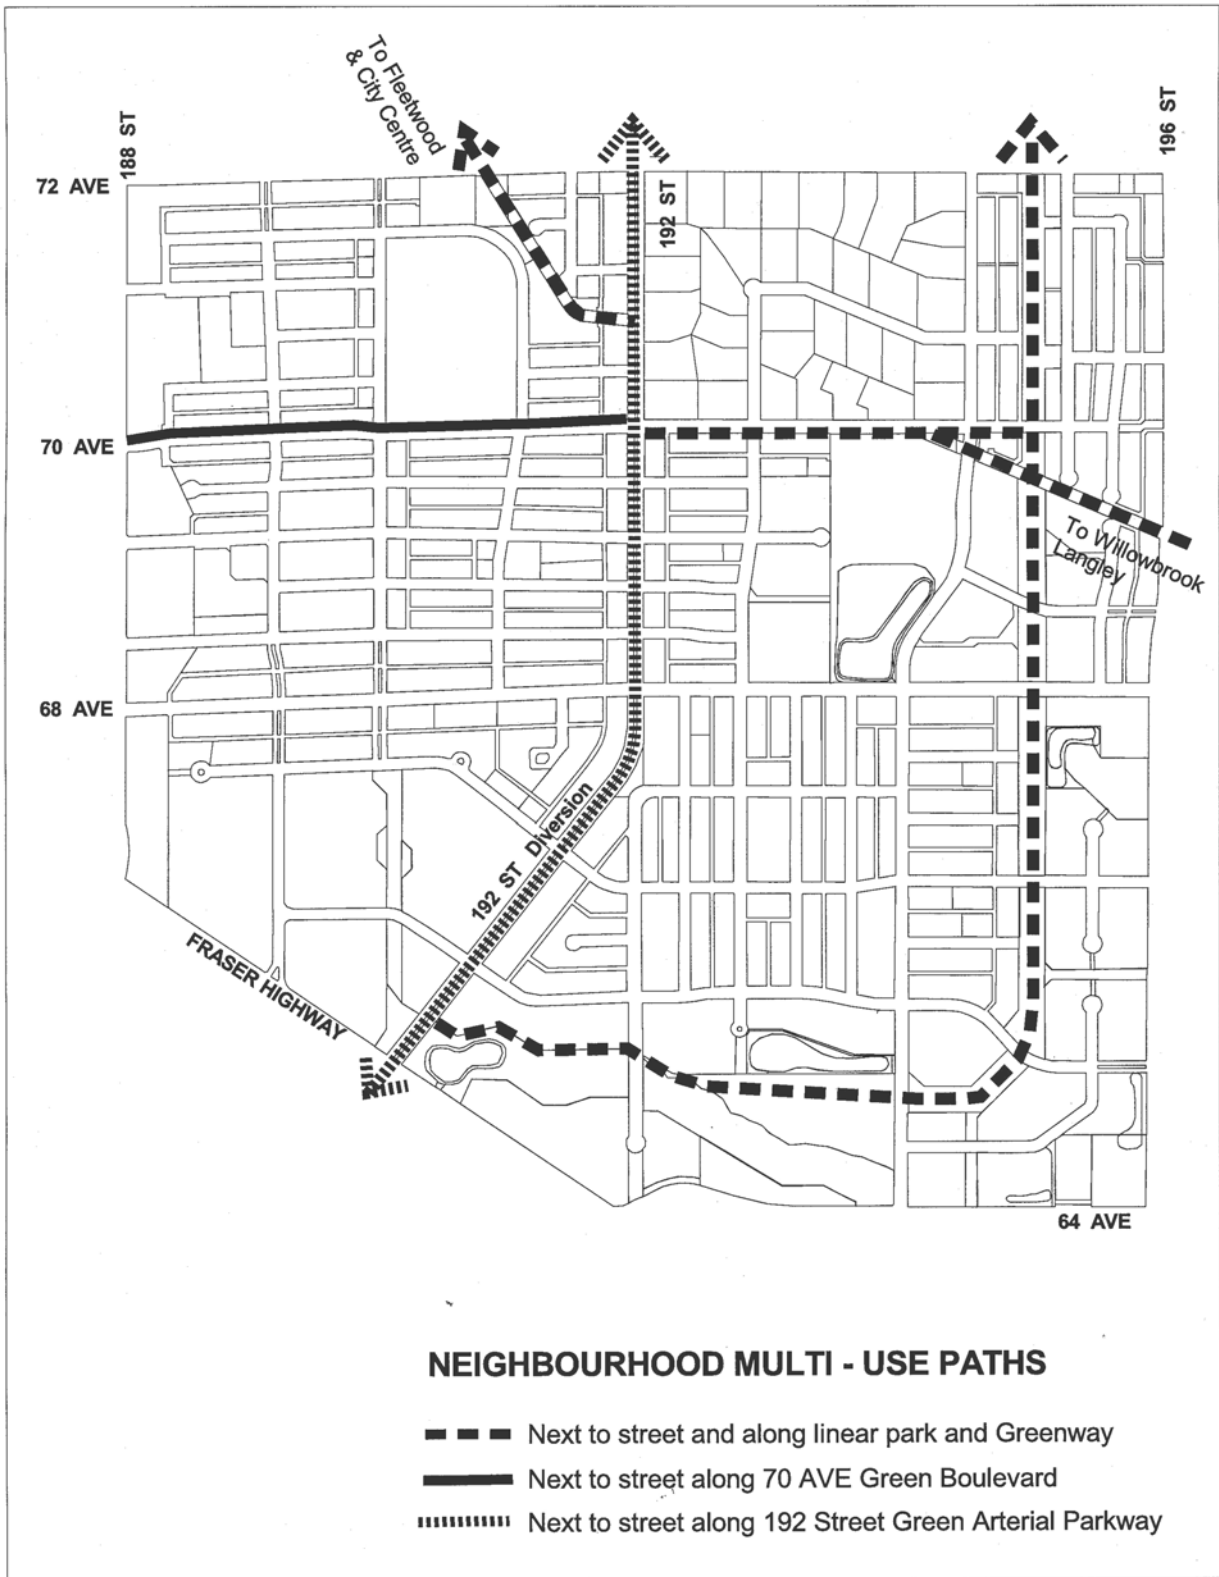 To Fleetwood
& City Centre
188 ST
196 ST
72 AVE
192 ST
70 AVE
To Willowbrook
Langley
68 AVE
192 ST Diversion
FRASER HIGHWAY
64 AVE
NEIGHBOURHOOD MULTI - USE PATHS
Next to street and along linear park and Greenway
Next to street along 70 AVE Green Boulevard
Next to street along 192 Street Green Arterial Parkway